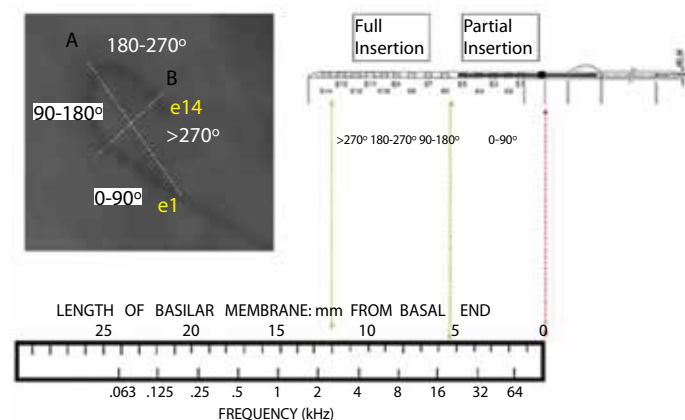 A
180-270º
B
e14
90-180º
>270º
0-90º
e1
Full
Insertion
Partial
Insertion
>270º 180-270º 90-180º 0-90º
LENGTH OF BASILAR MEMBRANE: mm FROM BASAL END
25 20 15 10 5 0
.063 .125 .25 .5 1 2 4 8 16 32 64
FREQUENCY (kHz)